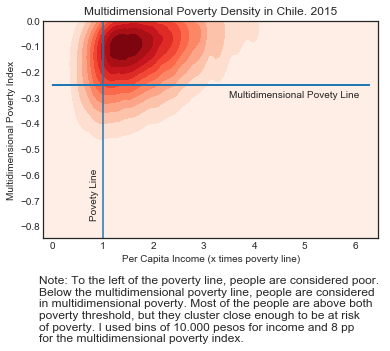 Multidimensional Poverty Density in Chile. 2015
0.0
−0.1
−0.2
−0.3
−0.4
−0.5
−0.6
−0.7
−0.8
Multidimensional Poverty Index
Multidimensional Povety Line
Povety Line
0
1
2
3
4
5
6
Per Capita Income (x times poverty line)
Note: To the left of the poverty line, people are considered poor.
Below the multidimensional poverty line, people are considered
in multidimensional poverty. Most of the people are above both
poverty threshold, but they cluster close enough to be at risk
of poverty. I used bins of 10.000 pesos for income and 8 pp
for the multidimensional poverty index.